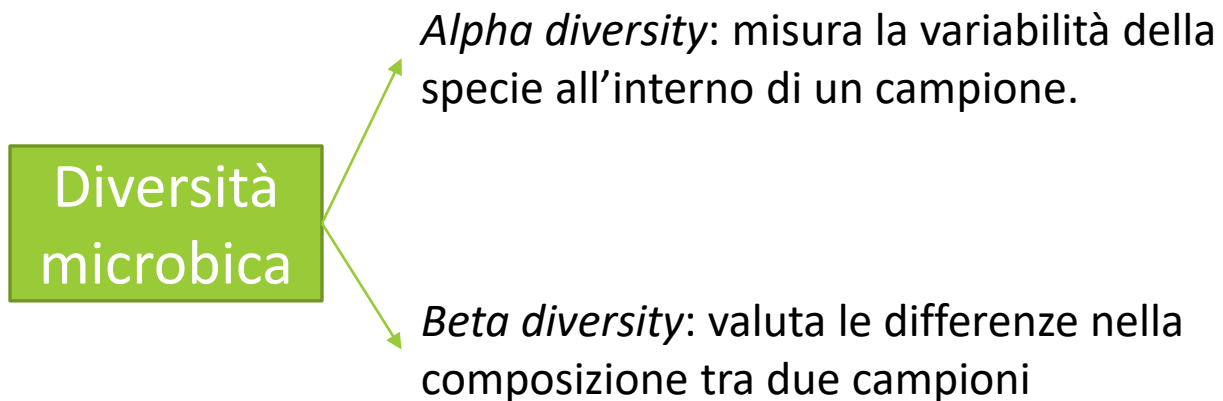 Alpha diversity: misura la variabilità della
specie all’interno di un campione.
Diversità
microbica
Beta diversity: valuta le differenze nella
composizione tra due campioni